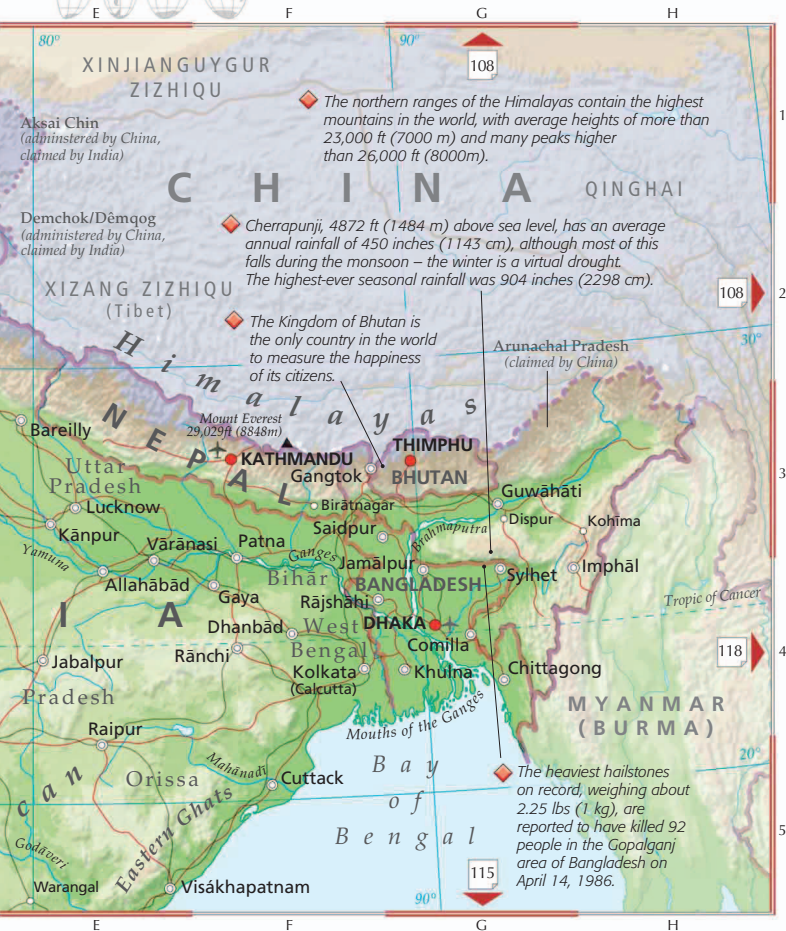 E F G H
80° 90°
108
XINJIANGUYGUR
ZIZHIQU
The northern ranges of the Himalayas contain the highest
mountains in the world, with average heights of more than
23,000 ft (7000 m) and many peaks higher
than 26,000 ft (8000m).
1
Aksai Chin
(adminstered by China,
claimed by India)
C H I N A
QINGHAI
Demchok/Dêmqog
(administered by China,
claimed by India)
Cherrapunji, 4872 ft (1484 m) above sea level, has an average
annual rainfall of 450 inches (1143 cm), although most of this
falls during the monsoon – the winter is a virtual drought.
The highest-ever seasonal rainfall was 904 inches (2298 cm).
XIZANG ZIZHIQU
(Tibet)
108
2
The Kingdom of Bhutan is
the only country in the world
to measure the happiness
of its citizens.
30°
Arunachal Pradesh
(claimed by China)
Himalayas
Mount Everest
29,029ft (8848m)
NEPAL
Bareilly
KATHMANDU
THIMPHU
Gangtok
BHUTAN
3
Uttar
Pradesh
Lucknow
Birātnagar
Guwāhāti
Dispur
Kohīma
Kānpur
Saidpur
Brahmaputra
Yamuna
Vārānasi
Patna
Ganges
Jamālpur
Allahābād
Bihār
BANGLADESH
Sylhet
Imphāl
Gaya
Rājshāhi
Tropic of Cancer
I A
Dhanbād
West
Bengal
DHAKA
Rānchi
Comilla
118
4
Jabalpur
Kolkata
(Calcutta)
Khulna
Chittagong
Pradesh
MYANMAR
(BURMA)
Raipur
Mouths of the Ganges
20°
can
Orissa
Mahānadī
Cuttack
Bay
of
Bengal
The heaviest hailstones
on record, weighing about
2.25 lbs (1 kg), are
reported to have killed 92
people in the Gopalganj
area of Bangladesh on
April 14, 1986.
5
Godāveri
Eastern Ghats
Warangal
Visākhapatnam
115
90°
E F G H